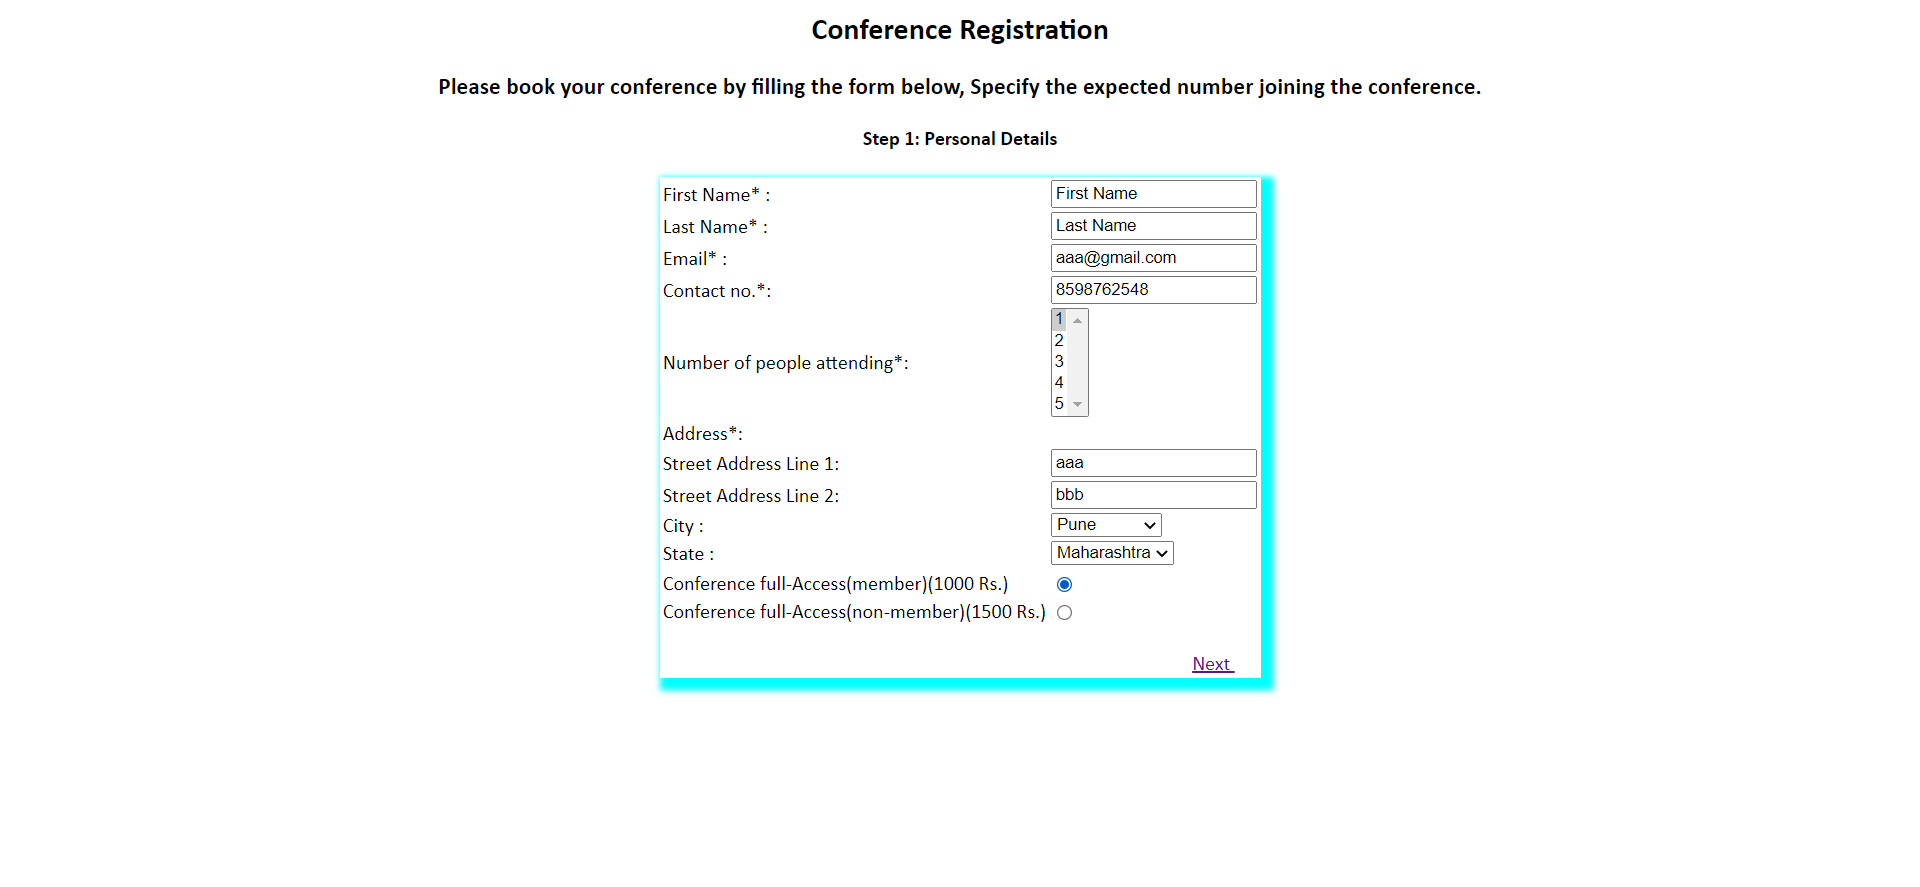 Conference Registration
Please book your conference by filling the form below, Specify the expected number joining the conference.
Step 1: Personal Details
First Name* : First Name
Last Name* : Last Name
Email* : aaa@gmail.com
Contact no.*: 8598762548
Number of people attending*:
1
2
3
4
5
Address*:
Street Address Line 1: aaa
Street Address Line 2: bbb
City : Pune
State : Maharashtra
Conference full-Access(member)(1000 Rs.)
Conference full-Access(non-member)(1500 Rs.)
Next